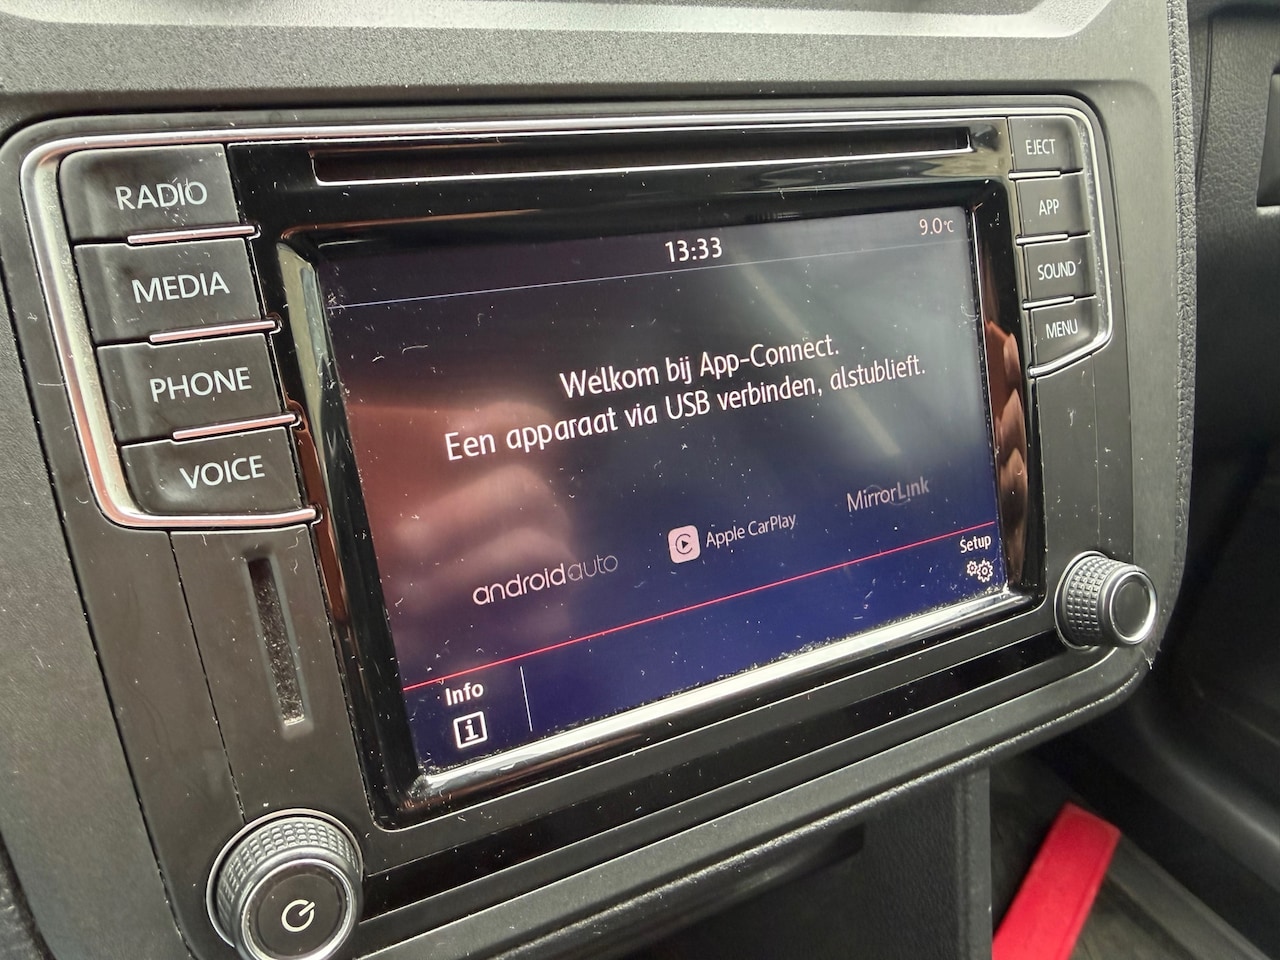 RADIO
MEDIA
PHONE
VOICE
EJECT
APP
SOUND
MENU
13:33
9.0°C
Welkom bij App-Connect.
Een apparaat via USB verbinden, alstublieft.
androidauto
Apple CarPlay
MirrorLink
Setup
Info
i